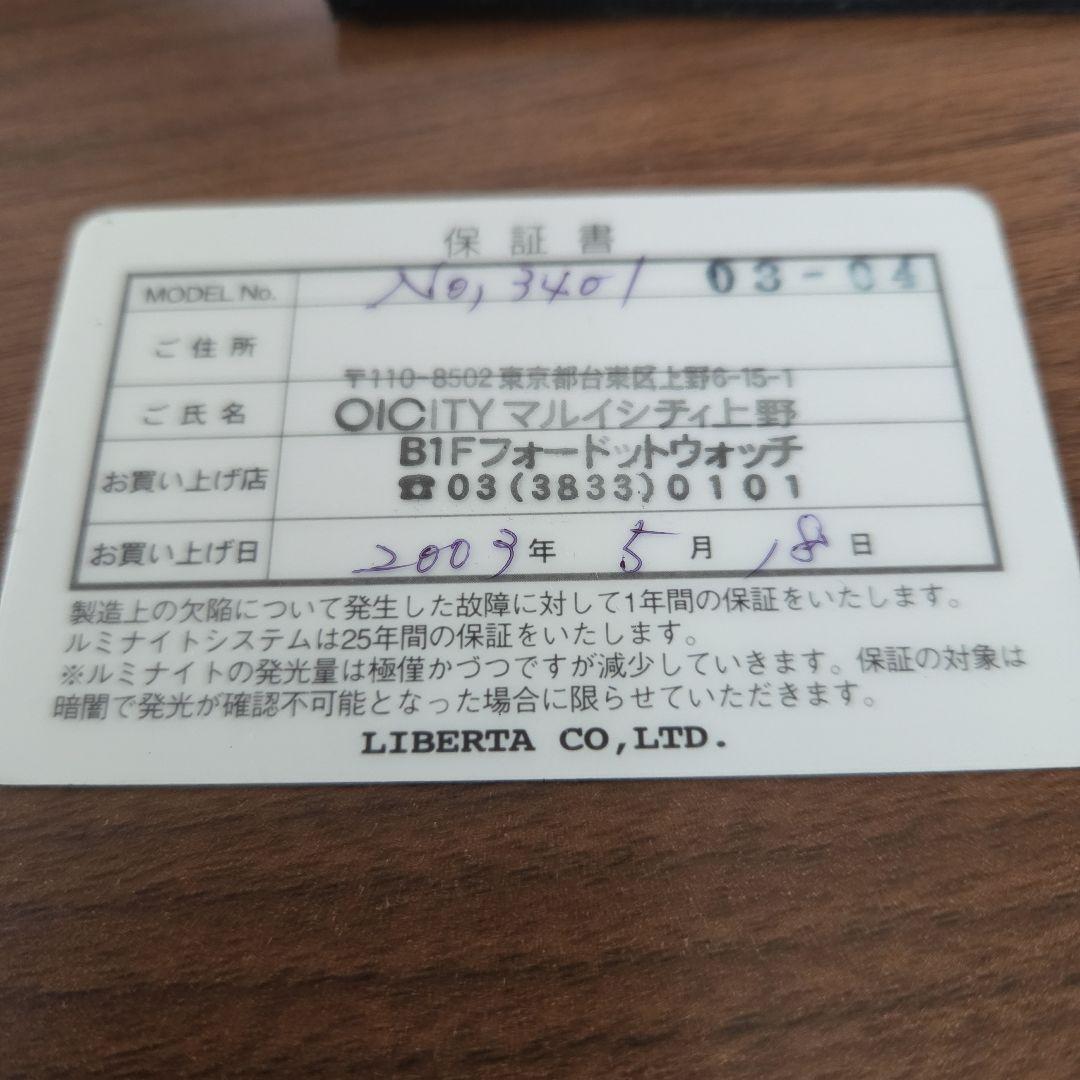 保証書
MODEL No. No, 3401 03-04
ご住所
〒110-8502 東京都台東区上野6-15-1
ご氏名 OICITY マルイシティ上野
B1Fフォードットウォッチ
お買い上げ店 ☎03(3833)0101
お買い上げ日 2003年 5月 18日
製造上の欠陥について発生した故障に対して1年間の保証をいたします。
ルミナイトシステムは25年間の保証をいたします。
※ルミナイトの発光量は極僅かづつですが減少していきます。保証の対象は
暗闇で発光が確認不可能となった場合に限らせていただきます。
LIBERTA CO,LTD.